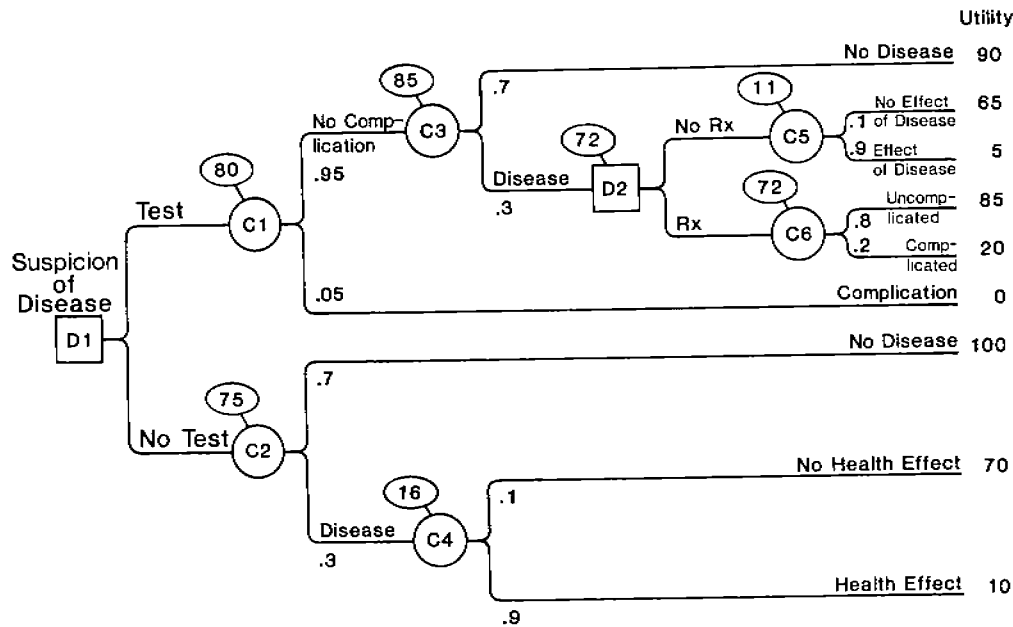 Utility
No Disease 90
.7
85
C3
No Comp-
lication
.95
11
No Rx
C5
No Effect
of Disease
65
.1
.9
Effect
of Disease
5
72
Disease
D2
.3
72
Rx
C6
Uncomp-
licated
85
.8
.2
Comp-
licated
20
80
Test
C1
.05
Complication 0
Suspicion
of
Disease
D1
No Disease 100
.7
75
No Test
C2
No Health Effect 70
.1
16
Disease
C4
.3
Health Effect 10
.9